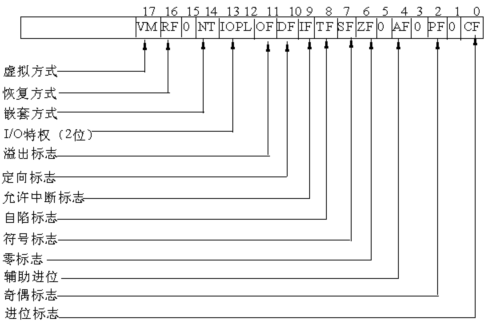 17 16 15 14 13 12 11 10 9 8 7 6 5 4 3 2 1 0
VM RF 0 NT IOPL OF DF IF TF SF ZF 0 AF 0 PF 0 CF
虚拟方式
恢复方式
嵌套方式
I/O特权（2位）
溢出标志
定向标志
允许中断标志
自陷标志
符号标志
零标志
辅助进位
奇偶标志
进位标志